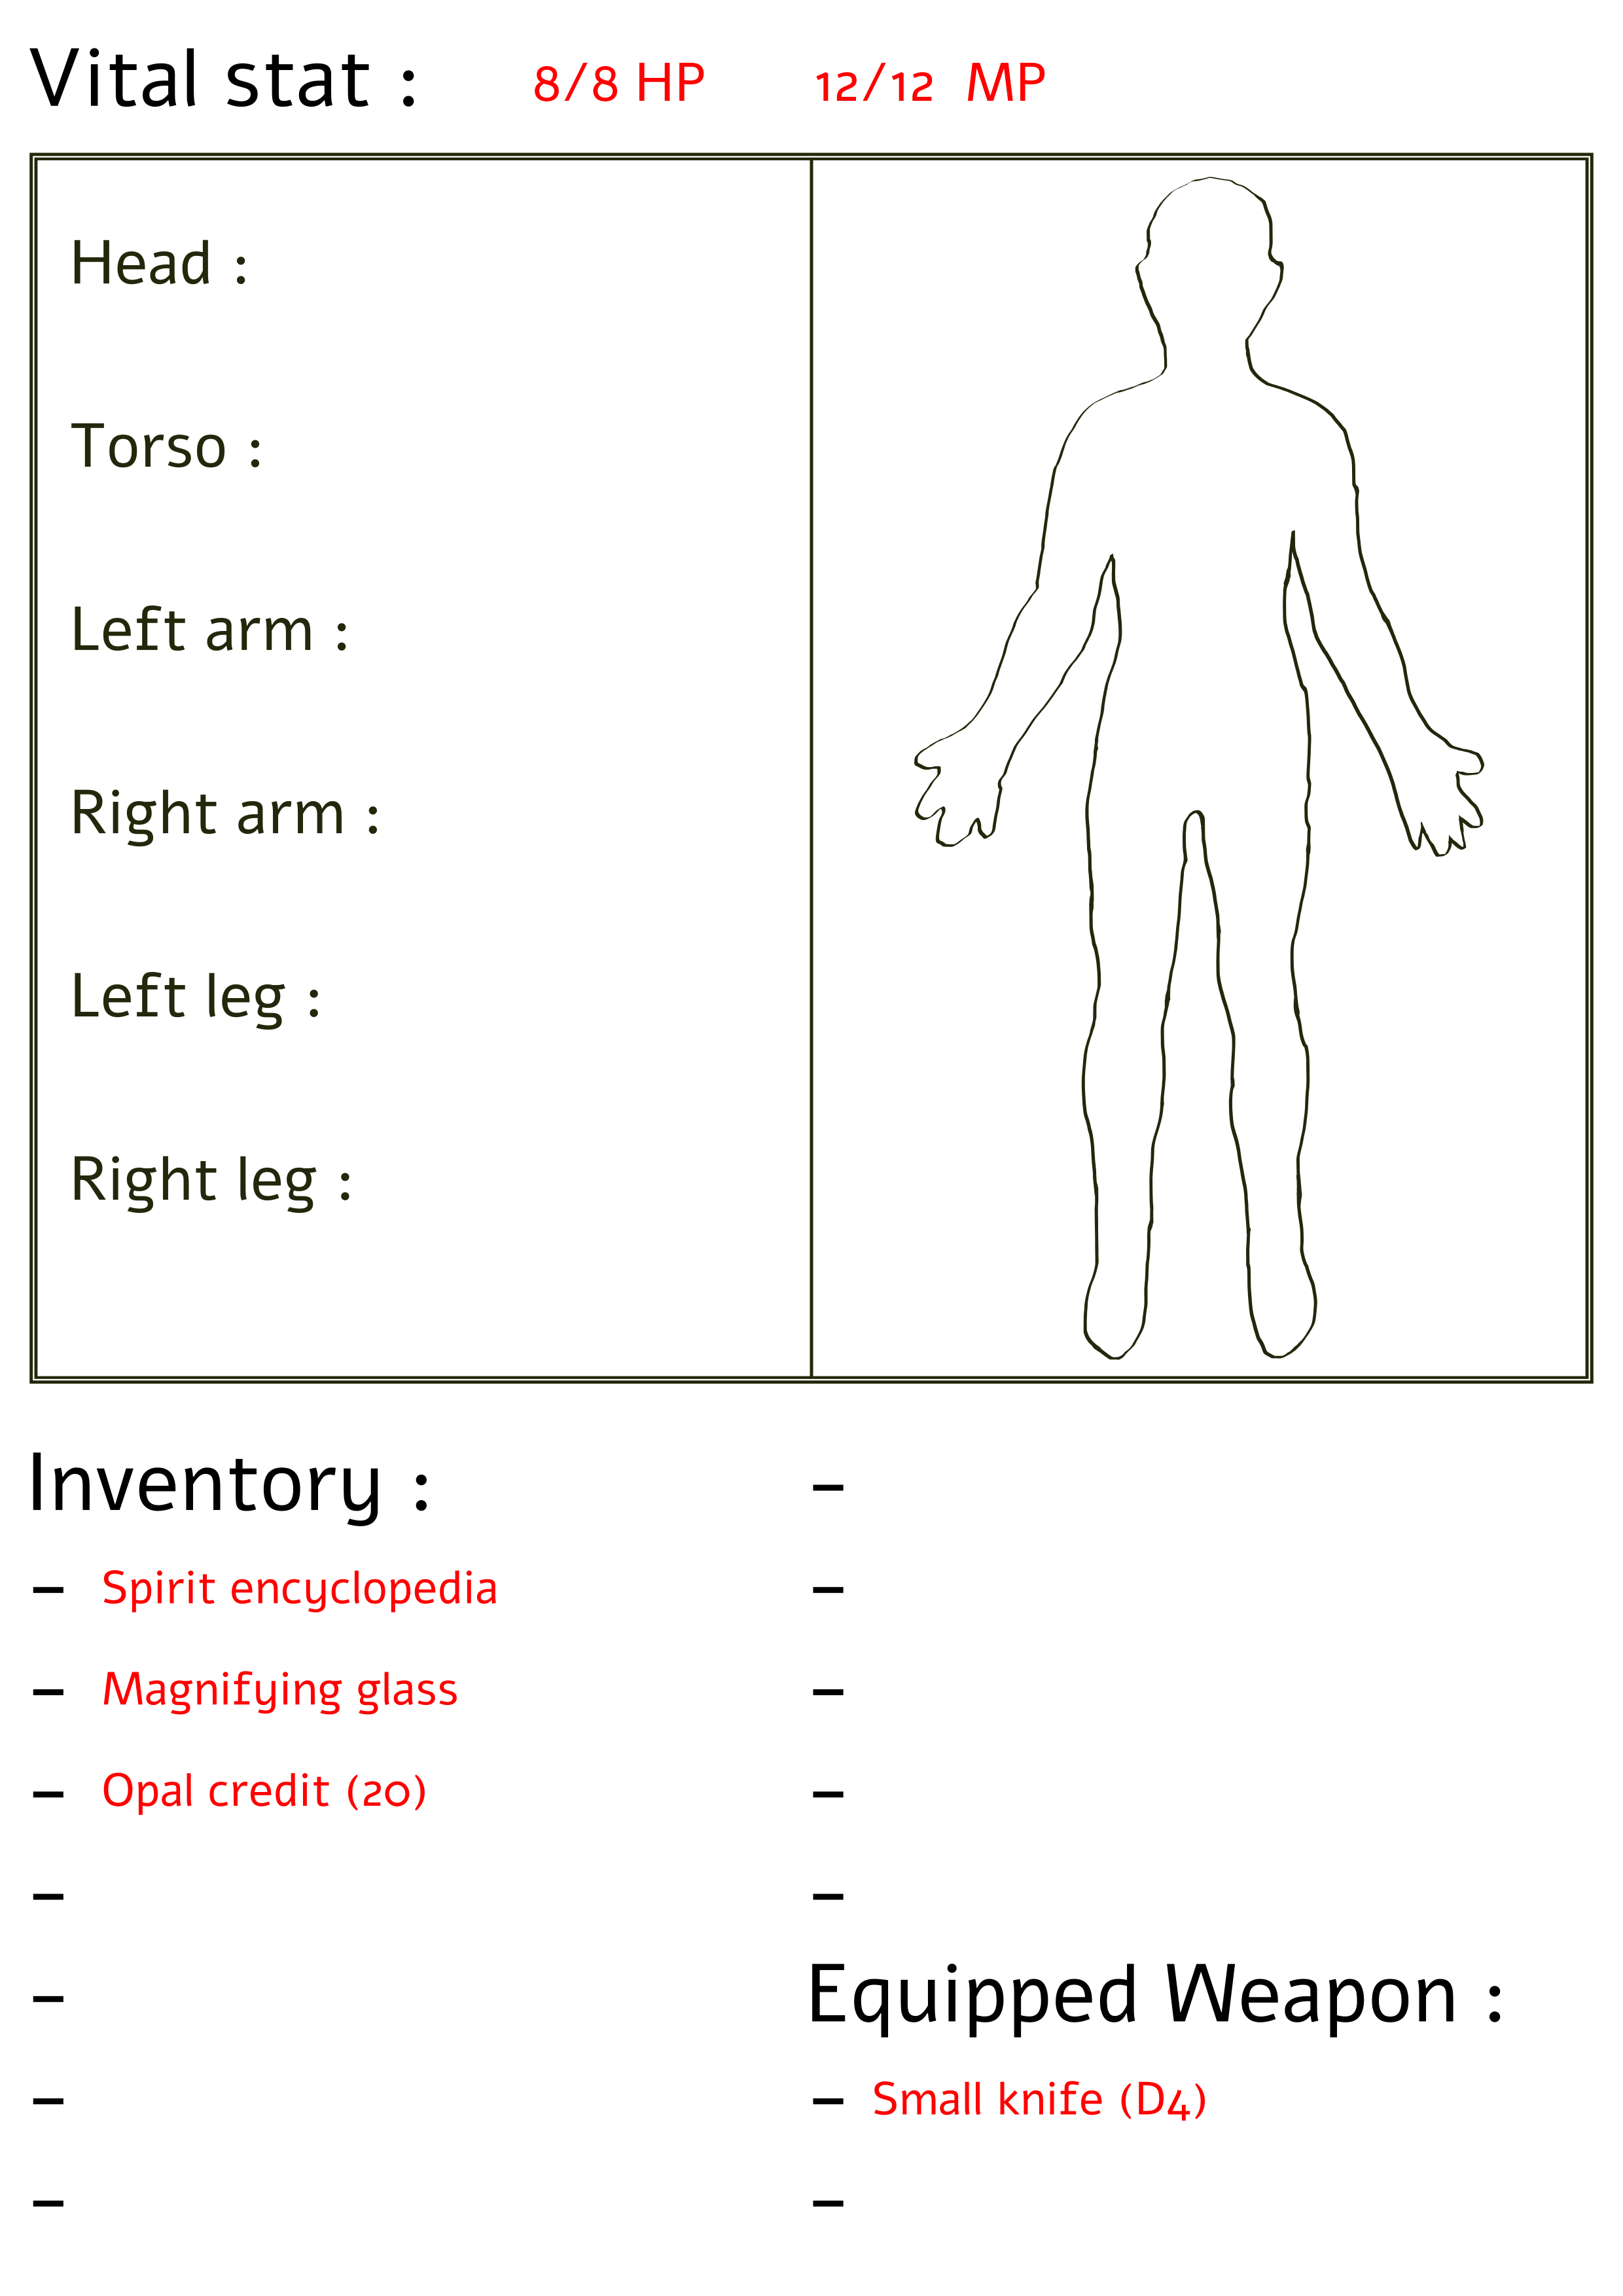 Vital stat : 8/8 HP 12/12 MP
Head :
Torso :
Left arm :
Right arm :
Left leg :
Right leg :
Inventory :
– Spirit encyclopedia
– Magnifying glass
– Opal credit (20)
–
–
–
–
–
–
–
–
–
Equipped Weapon :
– Small knife (D4)
–